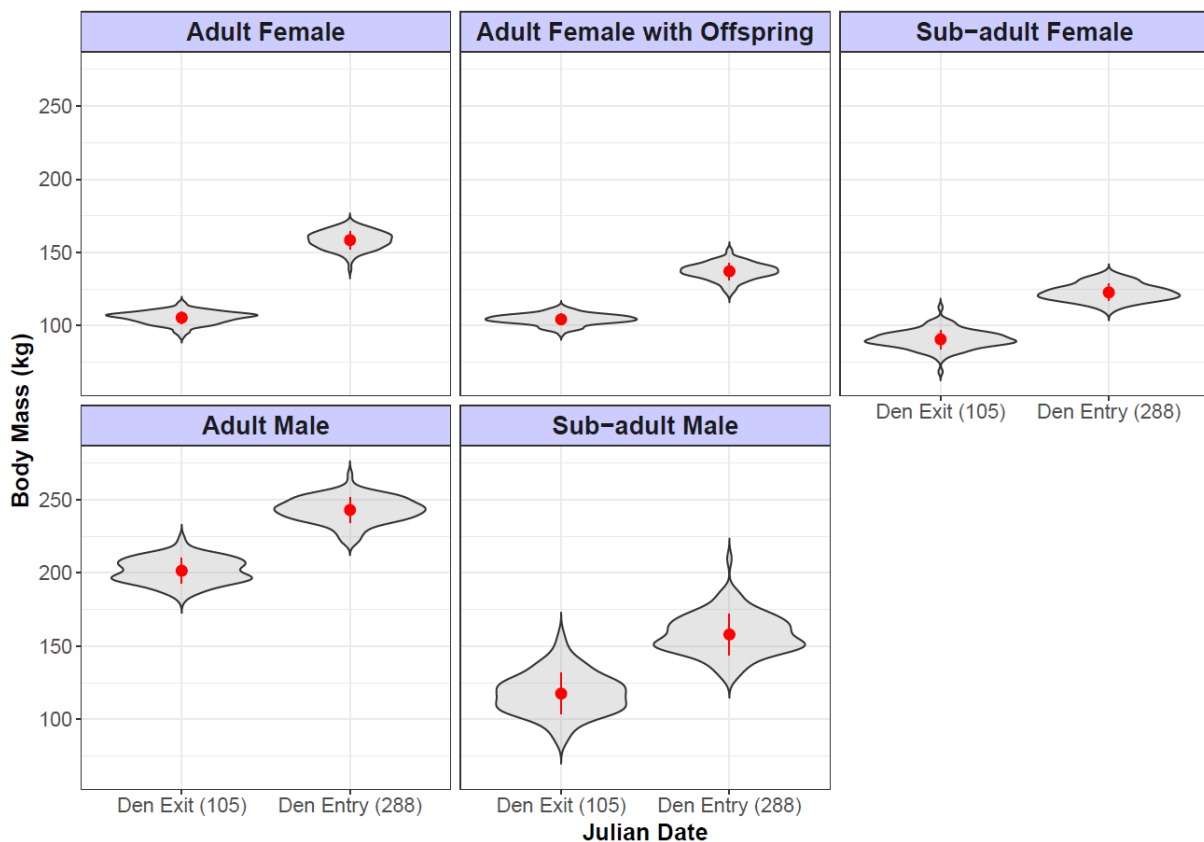 Adult Female
Adult Female with Offspring
Sub−adult Female
250
200
150
100
Den Exit (105)
Den Entry (288)
Adult Male
Sub−adult Male
250
200
150
100
Den Exit (105)
Den Entry (288)
Den Exit (105)
Den Entry (288)
Body Mass (kg)
Julian Date